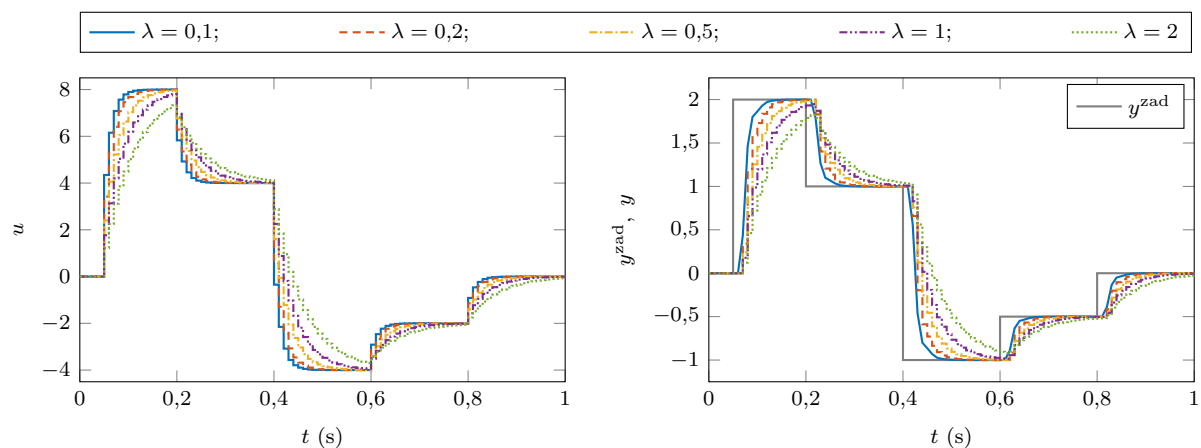 λ = 0,1; λ = 0,2; λ = 0,5; λ = 1; λ = 2
8
6
4
2
0
−2
−4
u
0 0,2 0,4 0,6 0,8 1
t (s)
2
1,5
1
0,5
0
−0,5
−1
y^zad , y
y^zad
0 0,2 0,4 0,6 0,8 1
t (s)